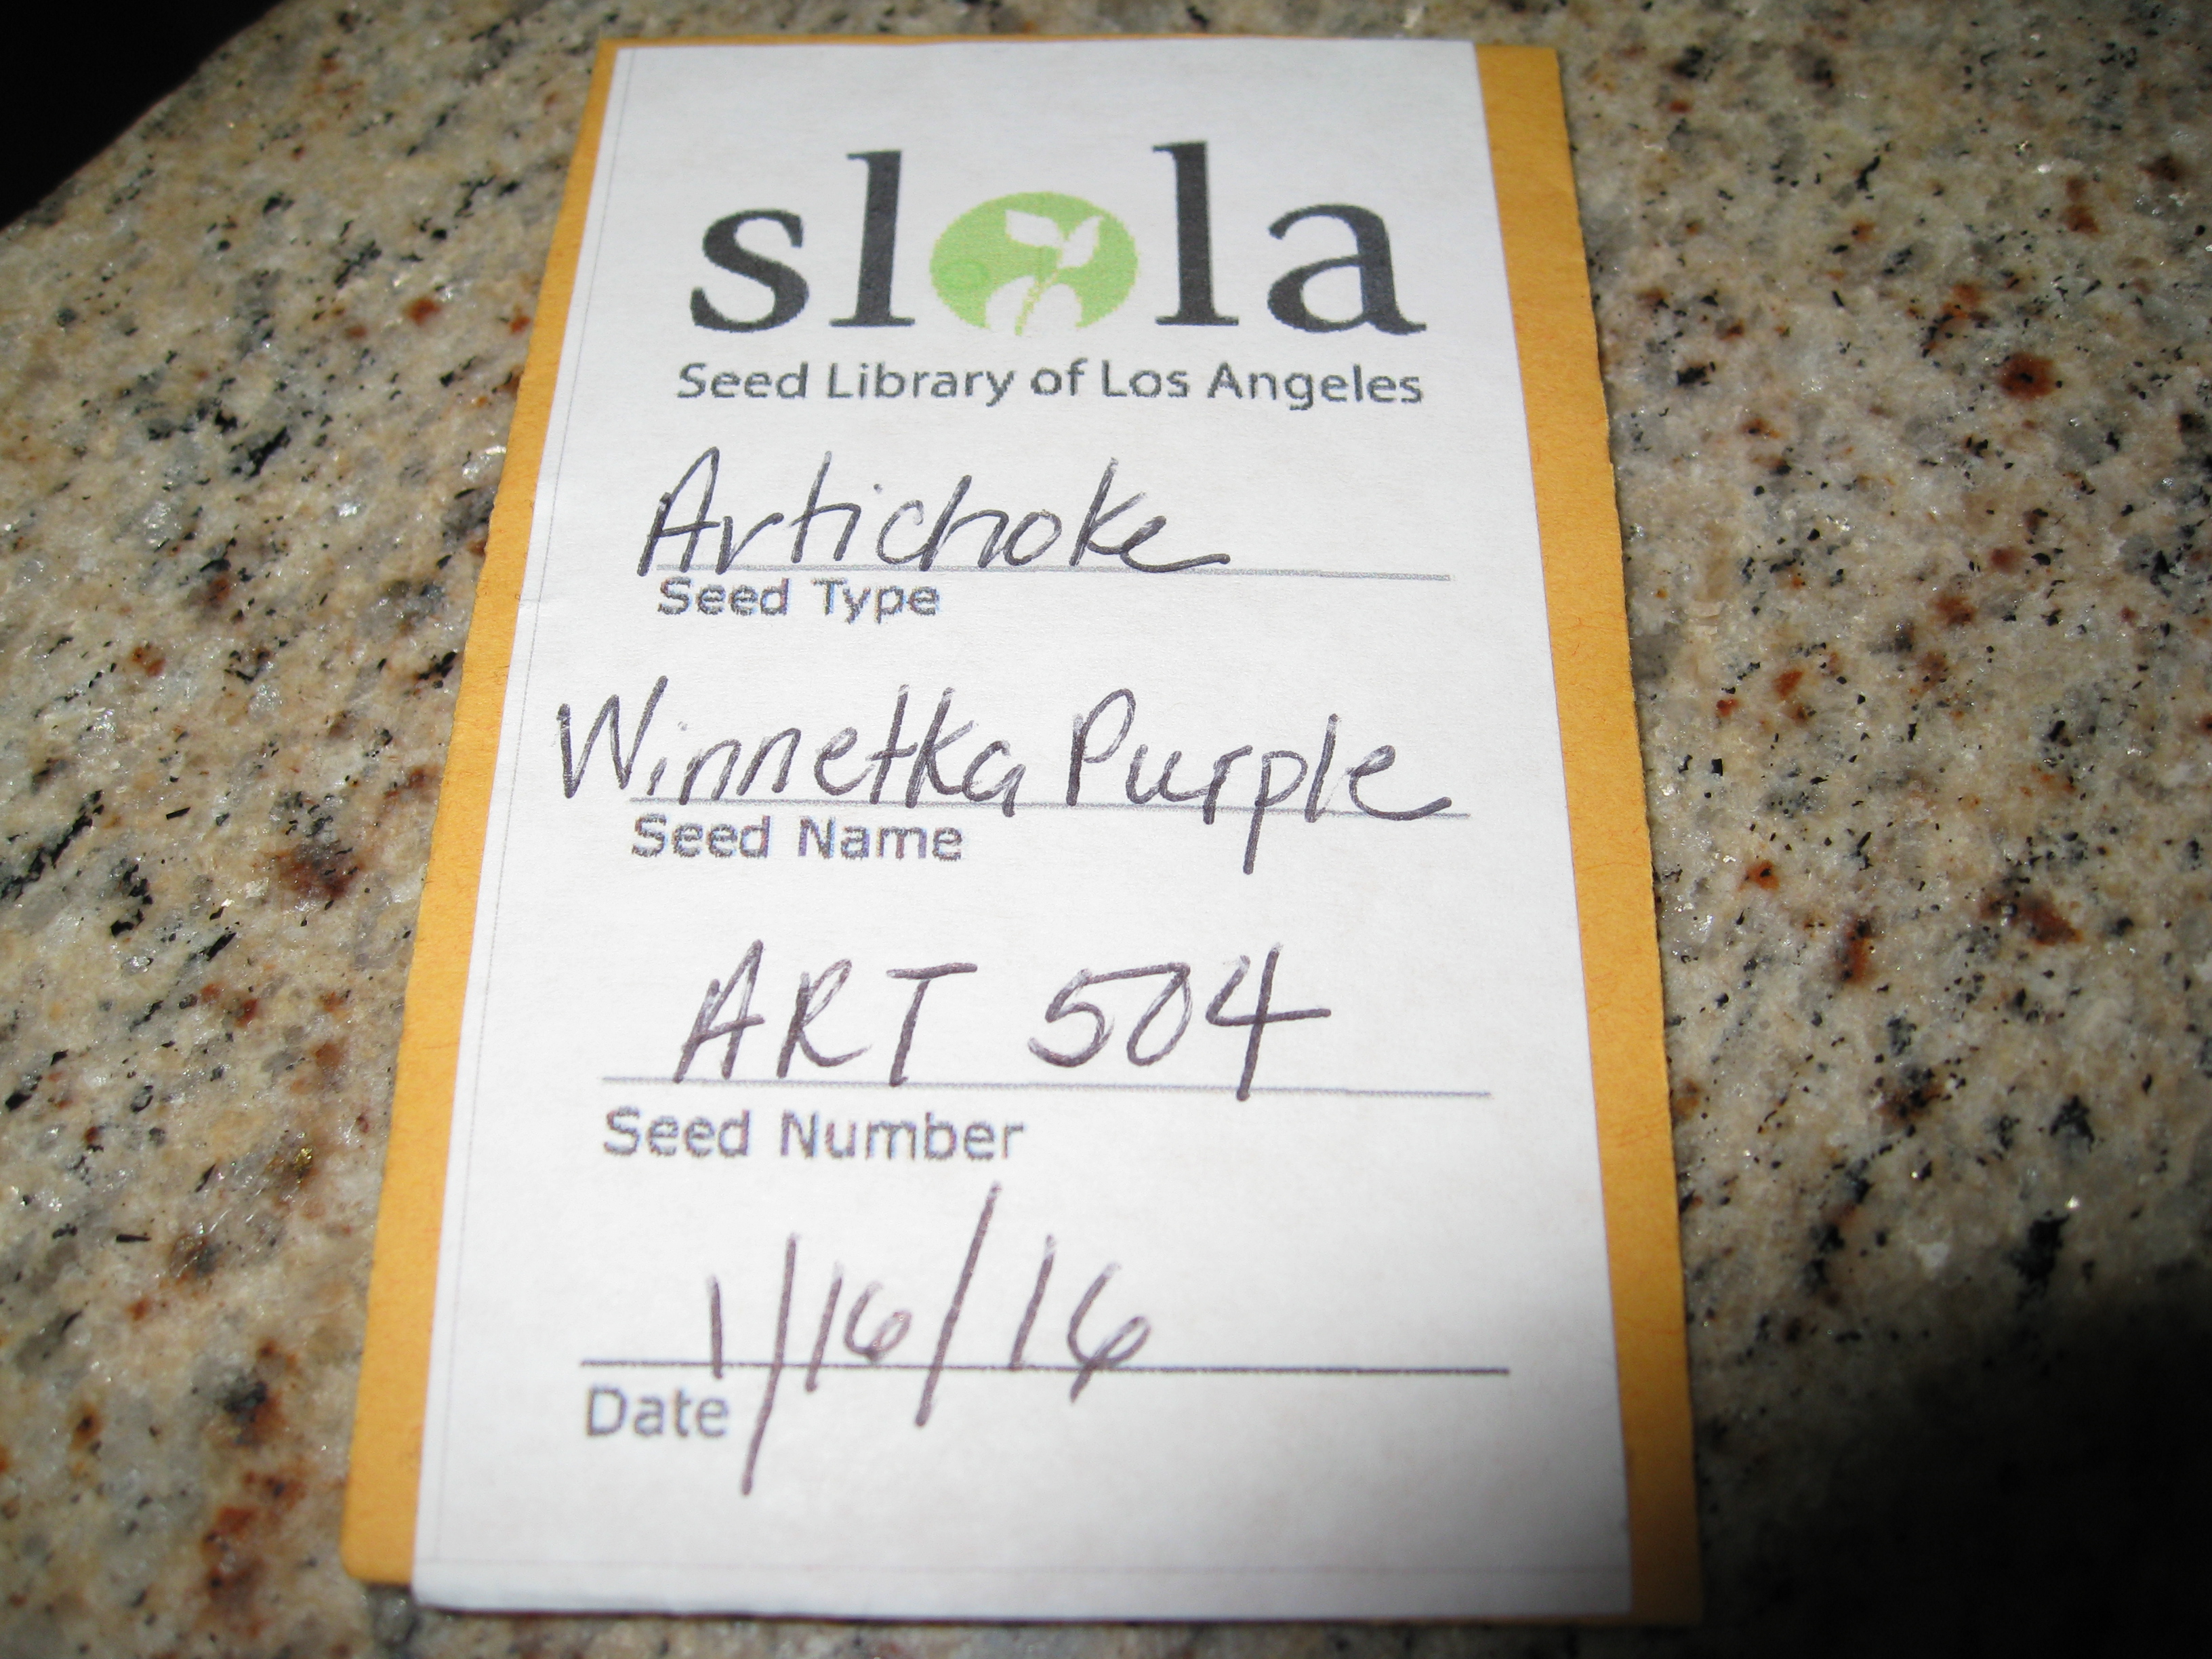 slola
Seed Library of Los Angeles
Artichoke
Seed Type
Winnetka Purple
Seed Name
ART 504
Seed Number
1/16/16
Date